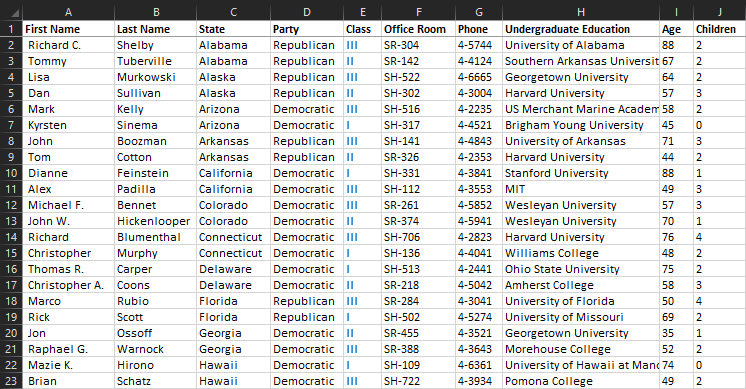 A B C D E F G H I J
1 First Name Last Name State Party Class Office Room Phone Undergraduate Education Age Children
2 Richard C. Shelby Alabama Republican III SR-304 4-5744 University of Alabama 88 2
3 Tommy Tuberville Alabama Republican II SR-142 4-4124 Southern Arkansas Universit 67 2
4 Lisa Murkowski Alaska Republican III SH-522 4-6665 Georgetown University 64 2
5 Dan Sullivan Alaska Republican II SH-302 4-3004 Harvard University 57 3
6 Mark Kelly Arizona Democratic III SH-516 4-2235 US Merchant Marine Academ 58 2
7 Kyrsten Sinema Arizona Democratic I SH-317 4-4521 Brigham Young University 45 0
8 John Boozman Arkansas Republican III SH-141 4-4843 University of Arkansas 71 3
9 Tom Cotton Arkansas Republican II SR-326 4-2353 Harvard University 44 2
10 Dianne Feinstein California Democratic I SH-331 4-3841 Stanford University 88 1
11 Alex Padilla California Democratic III SH-112 4-3553 MIT 49 3
12 Michael F. Bennet Colorado Democratic III SR-261 4-5852 Wesleyan University 57 3
13 John W. Hickenlooper Colorado Democratic II SR-374 4-5941 Wesleyan University 70 1
14 Richard Blumenthal Connecticut Democratic III SH-706 4-2823 Harvard University 76 4
15 Christopher Murphy Connecticut Democratic I SH-136 4-4041 Williams College 48 2
16 Thomas R. Carper Delaware Democratic I SH-513 4-2441 Ohio State University 75 2
17 Christopher A. Coons Delaware Democratic II SR-218 4-5042 Amherst College 58 3
18 Marco Rubio Florida Republican III SR-284 4-3041 University of Florida 50 4
19 Rick Scott Florida Republican I SH-502 4-5274 University of Missouri 69 2
20 Jon Ossoff Georgia Democratic II SR-455 4-3521 Georgetown University 35 1
21 Raphael G. Warnock Georgia Democratic III SR-388 4-3643 Morehouse College 52 2
22 Mazie K. Hirono Hawaii Democratic I SH-109 4-6361 University of Hawaii at Mano 74 0
23 Brian Schatz Hawaii Democratic III SH-722 4-3934 Pomona College 49 2